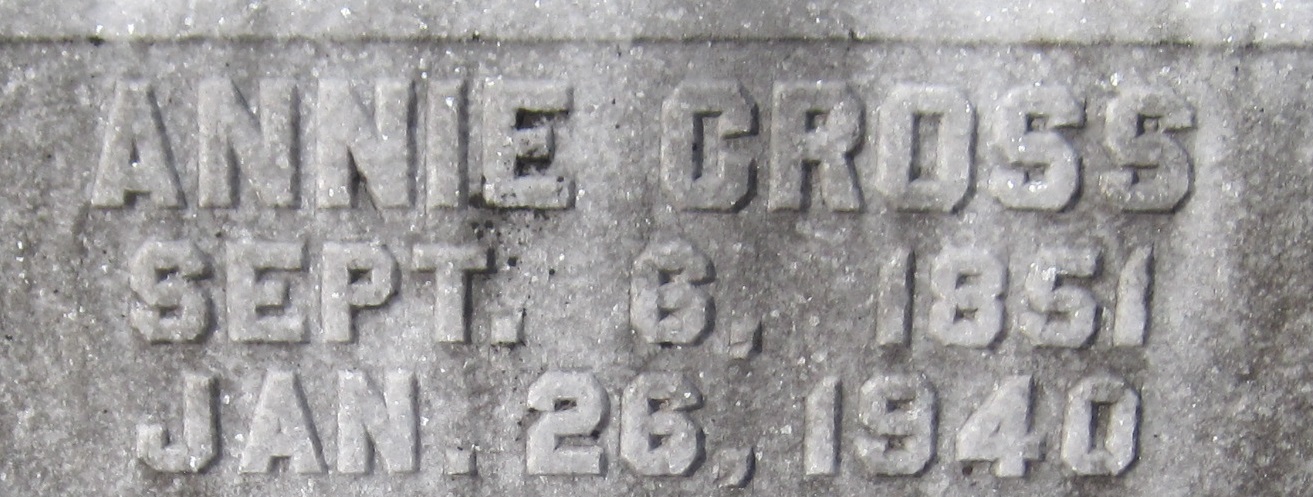 ANNIE CROSS
SEPT. 6, 1851
JAN. 26, 1940